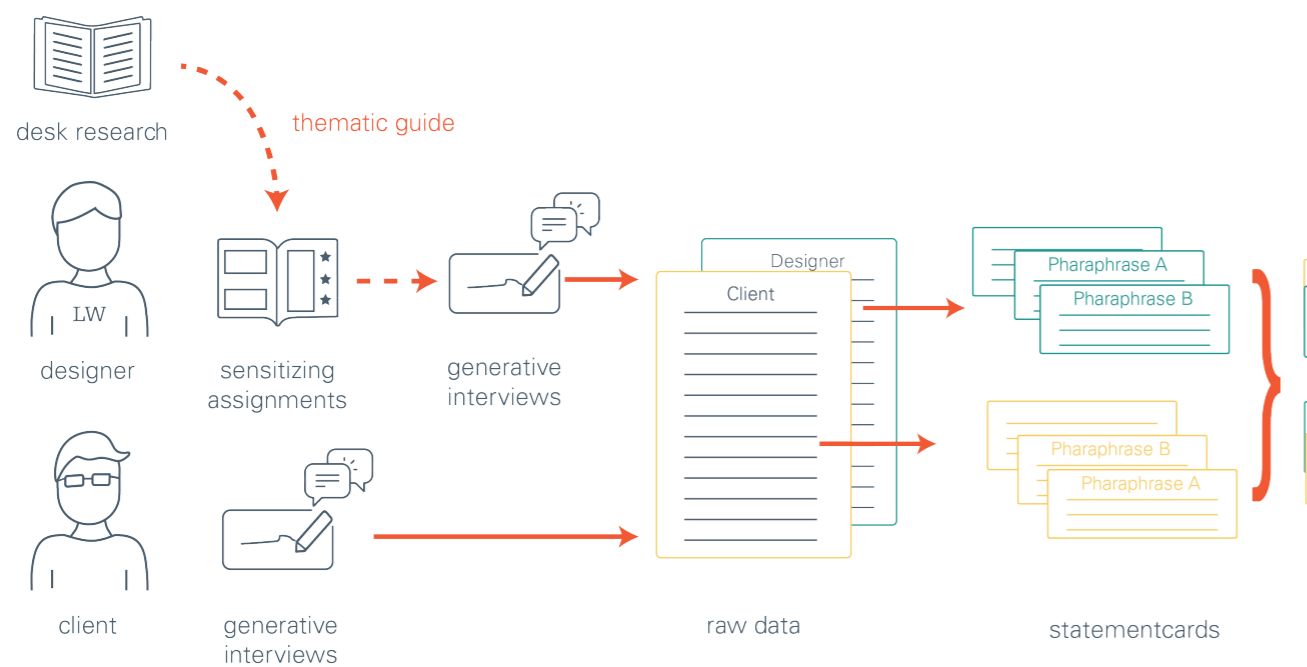 desk research
thematic guide
LW
designer
sensitizing
assignments
generative
interviews
Designer
Client
Pharaphrase A
Pharaphrase B
Pharaphrase B
Pharaphrase A
client
generative
interviews
raw data
statementcards